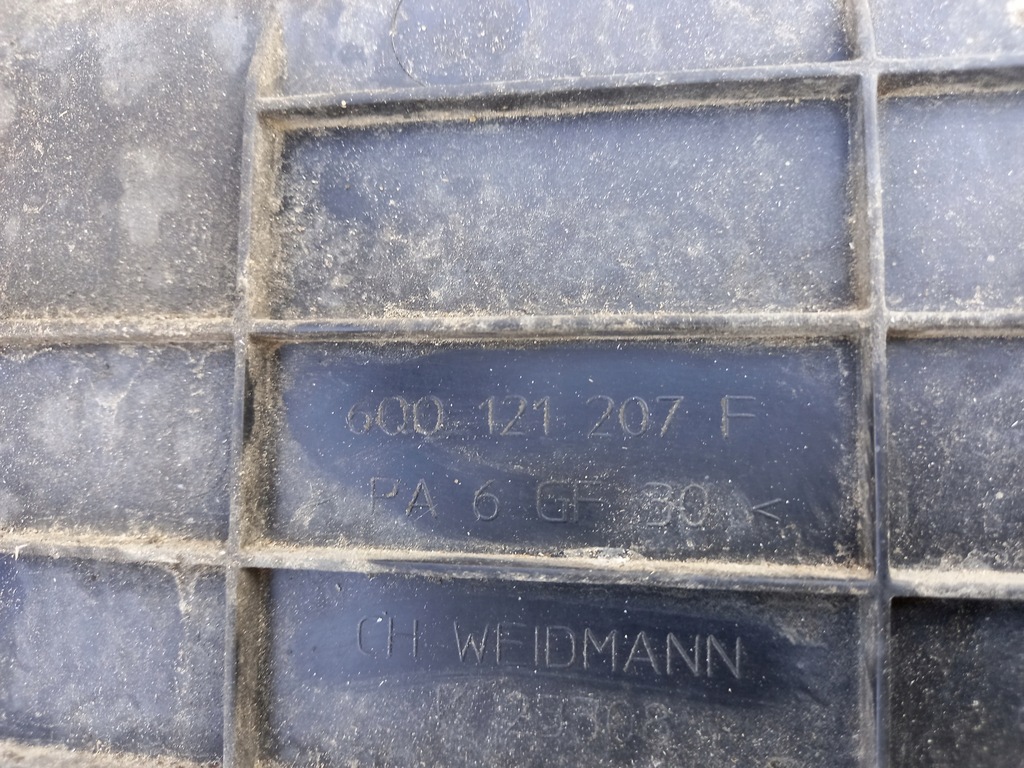 6Q0 121 207 F
> PA 6 GF 30 <
CH WEIDMANN